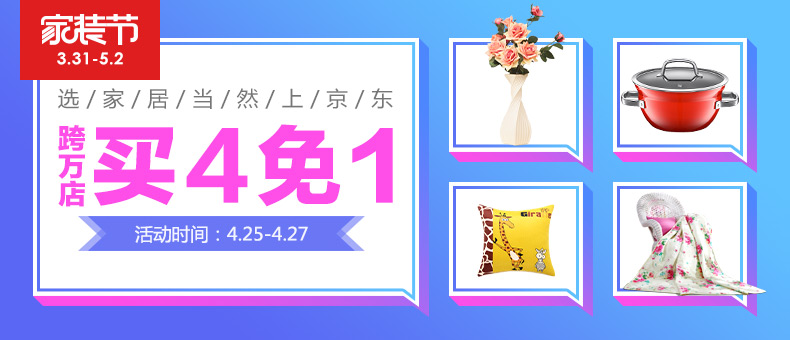 家装节
3.31-5.2
选/家/居/当/然/上/京/东
跨万店
买4免1
活动时间：4.25-4.27
Giraffe